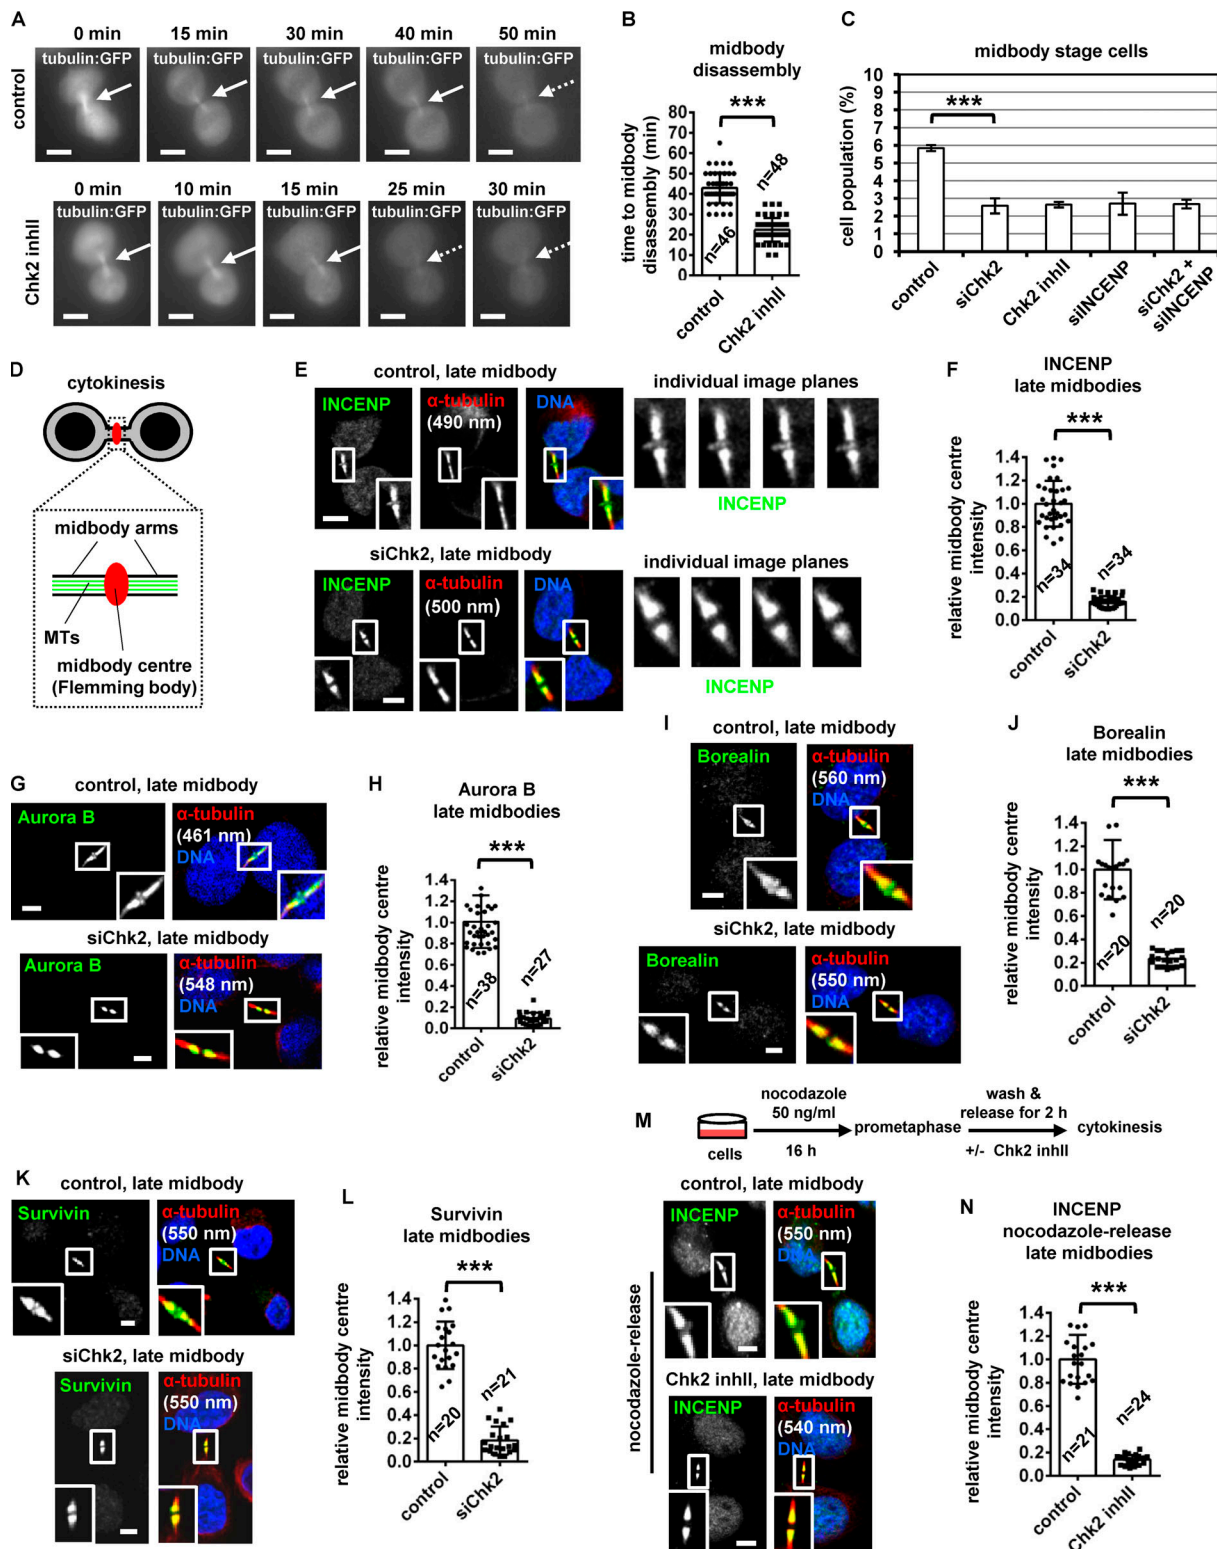 A
0 min 15 min 30 min 40 min 50 min
control
tubulin:GFP tubulin:GFP tubulin:GFP tubulin:GFP tubulin:GFP
0 min 10 min 15 min 25 min 30 min
Chk2 inhII
tubulin:GFP tubulin:GFP tubulin:GFP tubulin:GFP tubulin:GFP
B
midbody
disassembly
***
time to midbody
disassembly (min)
90
80
70
60
50
40
30
20
10
0
n=46
n=48
control
Chk2 inhII
C
midbody stage cells
cell population (%)
10
9
8
7
6
5
4
3
2
1
0
***
control
siChk2
Chk2 inhII
siINCENP
siChk2 +
siINCENP
D
cytokinesis
midbody arms
MTs
midbody centre
(Flemming body)
E
control, late midbody
INCENP
α-tubulin
(490 nm)
DNA
individual image planes
INCENP
siChk2, late midbody
INCENP
α-tubulin
(500 nm)
DNA
individual image planes
INCENP
F
INCENP
late midbodies
***
relative midbody centre
intensity
1.4
1.2
1.0
0.8
0.6
0.4
0.2
0.0
n=34
n=34
control
siChk2
G
control, late midbody
Aurora B
α-tubulin
(461 nm)
DNA
siChk2, late midbody
Aurora B
α-tubulin
(548 nm)
DNA
H
Aurora B
late midbodies
***
relative midbody centre
intensity
1.4
1.2
1.0
0.8
0.6
0.4
0.2
0.0
n=38
n=27
control
siChk2
I
control, late midbody
Borealin
α-tubulin
(560 nm)
DNA
siChk2, late midbody
Borealin
α-tubulin
(550 nm)
DNA
J
Borealin
late midbodies
***
relative midbody centre
intensity
1.4
1.2
1.0
0.8
0.6
0.4
0.2
0.0
n=20
n=20
control
siChk2
K
control, late midbody
Survivin
α-tubulin
(550 nm)
DNA
siChk2, late midbody
Survivin
α-tubulin
(550 nm)
DNA
L
Survivin
late midbodies
***
relative midbody centre
intensity
1.4
1.2
1.0
0.8
0.6
0.4
0.2
0.0
n=20
n=21
control
siChk2
M
cells
nocodazole
50 ng/ml
16 h
prometaphase
wash &
release for 2 h
+/- Chk2 inhII
cytokinesis
nocodazole-release
control, late midbody
INCENP
α-tubulin
(550 nm)
DNA
Chk2 inhII, late midbody
INCENP
α-tubulin
(540 nm)
DNA
N
INCENP
nocodazole-release
late midbodies
***
relative midbody centre
intensity
1.4
1.2
1.0
0.8
0.6
0.4
0.2
0.0
n=21
n=24
control
Chk2 inhII